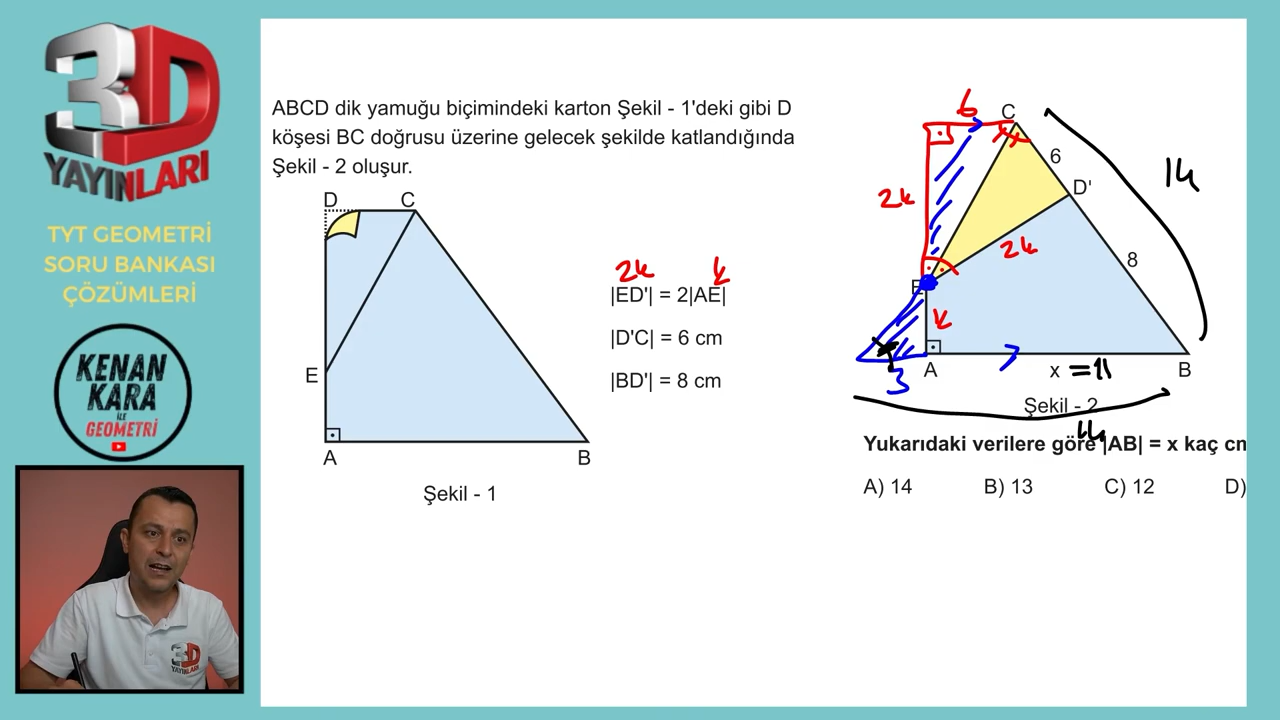 3D
YAYINLARI
TYT GEOMETRİ
SORU BANKASI
ÇÖZÜMLERİ
KENAN
KARA
İLE
GEOMETRİ
3D
YAYINLARI
ABCD dik yamuğu biçimindeki karton Şekil - 1'deki gibi D
köşesi BC doğrusu üzerine gelecek şekilde katlandığında
Şekil - 2 oluşur.
D
C
E
A
B
Şekil - 1
2k
k
|ED'| = 2|AE|
|D'C| = 6 cm
|BD'| = 8 cm
6
C
6
14
D'
2k
2k
8
E
k
3
A
x = 11
B
Şekil - 2
14
Yukarıdaki verilere göre |AB| = x kaç cm
A) 14
B) 13
C) 12
D)